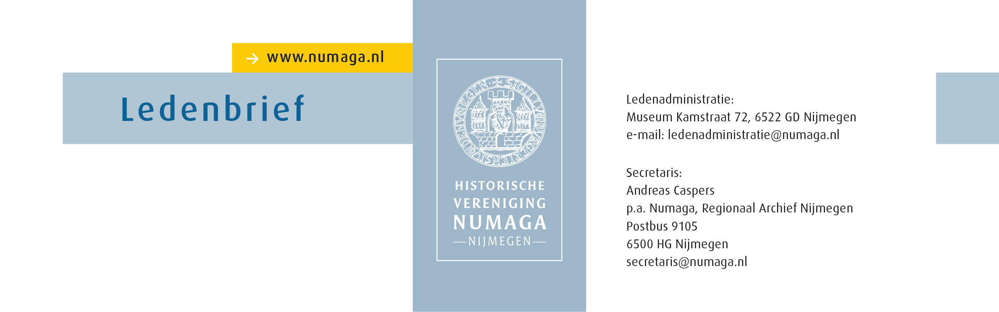 www.numaga.nl
Ledenbrief
HISTORISCHE
VERENIGING
NUMAGA
NIJMEGEN
Ledenadministratie:
Museum Kamstraat 72, 6522 GD Nijmegen
e-mail: ledenadministratie@numaga.nl
Secretaris:
Andreas Caspers
p.a. Numaga, Regionaal Archief Nijmegen
Postbus 9105
6500 HG Nijmegen
secretaris@numaga.nl